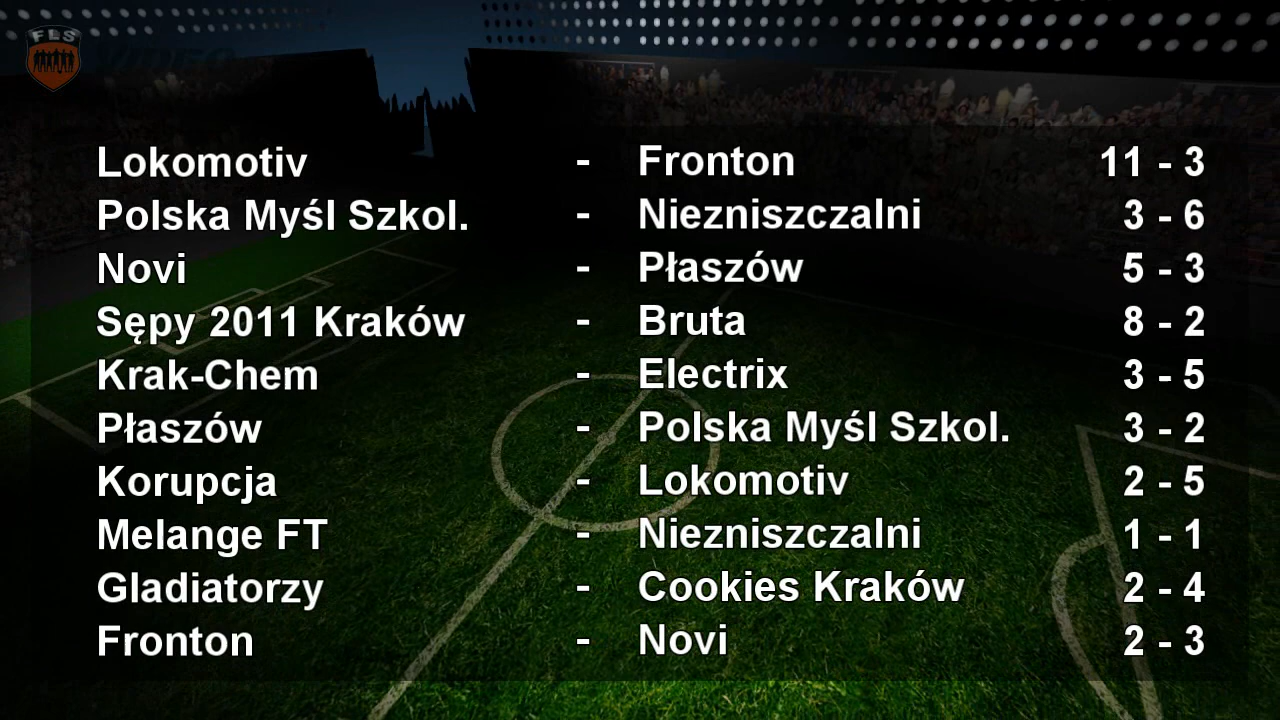 FLS
VIDEO
Lokomotiv - Fronton 11 - 3
Polska Myśl Szkol. - Niezniszczalni 3 - 6
Novi - Płaszów 5 - 3
Sępy 2011 Kraków - Bruta 8 - 2
Krak-Chem - Electrix 3 - 5
Płaszów - Polska Myśl Szkol. 3 - 2
Korupcja - Lokomotiv 2 - 5
Melange FT - Niezniszczalni 1 - 1
Gladiatorzy - Cookies Kraków 2 - 4
Fronton - Novi 2 - 3